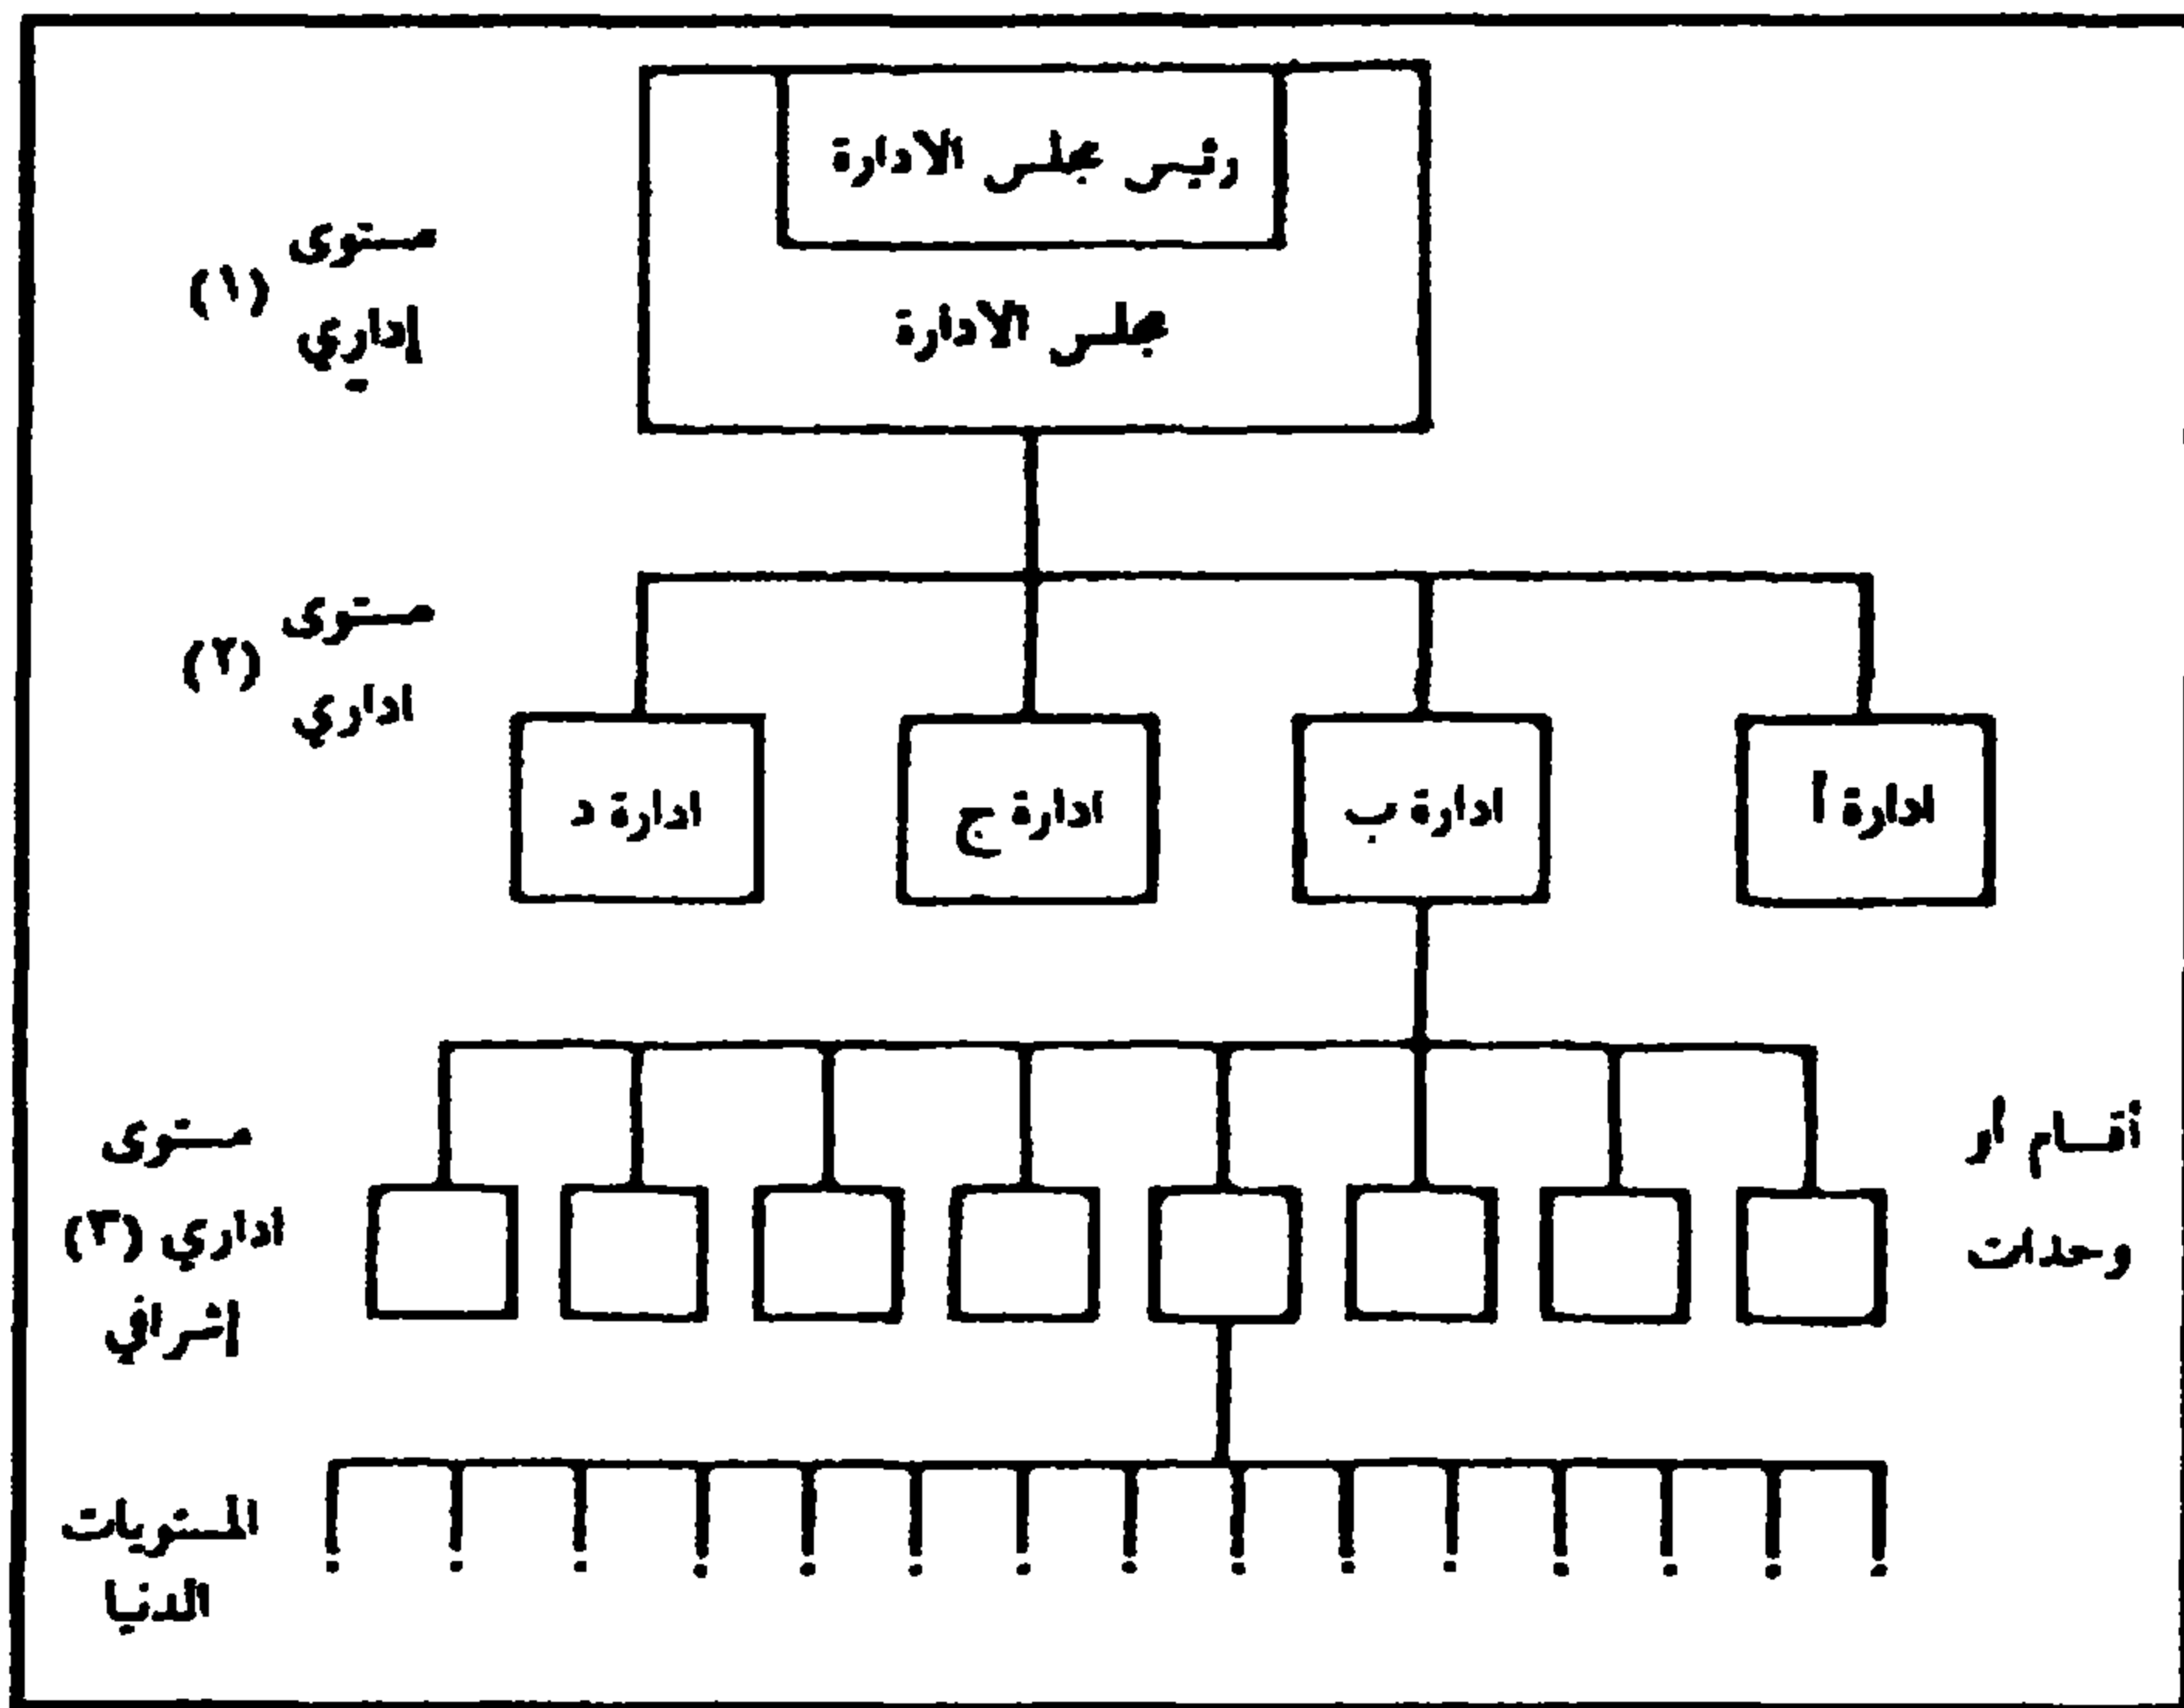 رئيس مجلس الادارة
مجلس الادارة
مستوى
إداري (١)
مستوى
اداري (٢)
ادارة أ
ادارة ب
ادارة ج
ادارة د
أقسام او
وحدات
مستوى
اداري (٣)
إشرافي
المستويات
الدنيا